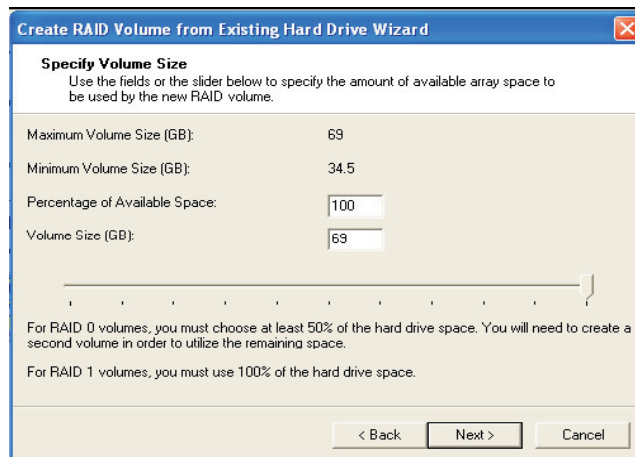 Create RAID Volume from Existing Hard Drive Wizard
Specify Volume Size
Use the fields or the slider below to specify the amount of available array space to
be used by the new RAID volume.
Maximum Volume Size (GB): 69
Minimum Volume Size (GB): 34.5
Percentage of Available Space: 100
Volume Size (GB): 69
For RAID 0 volumes, you must choose at least 50% of the hard drive space. You will need to create a
second volume in order to utilize the remaining space.
For RAID 1 volumes, you must use 100% of the hard drive space.
< Back Next > Cancel